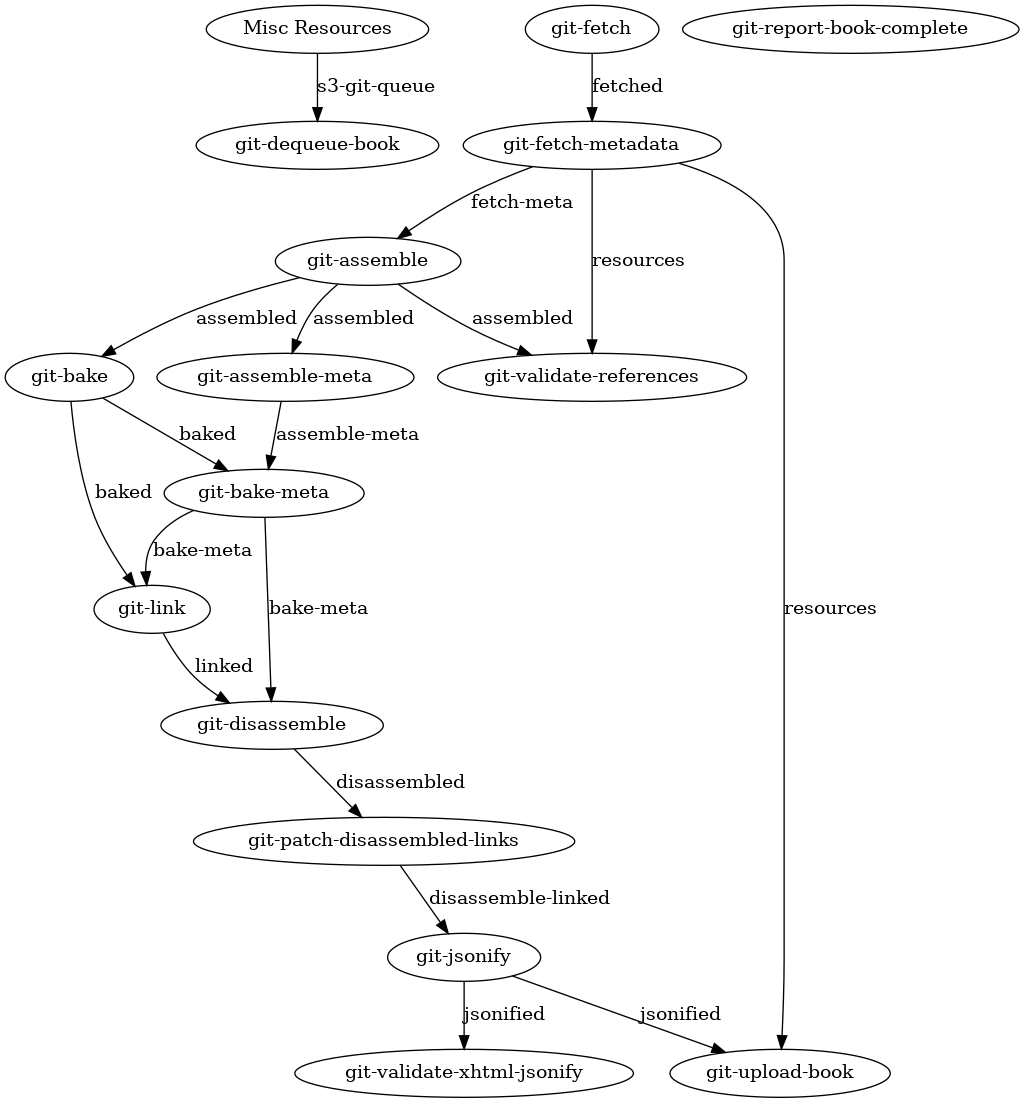 Misc Resources
git-fetch
git-report-book-complete
s3-git-queue
fetched
git-dequeue-book
git-fetch-metadata
fetch-meta
git-assemble
resources
assembled
assembled
assembled
git-bake
git-assemble-meta
git-validate-references
baked
assemble-meta
baked
git-bake-meta
bake-meta
git-link
bake-meta
resources
linked
git-disassemble
disassembled
git-patch-disassembled-links
disassemble-linked
git-jsonify
jsonified
jsonified
git-validate-xhtml-jsonify
git-upload-book